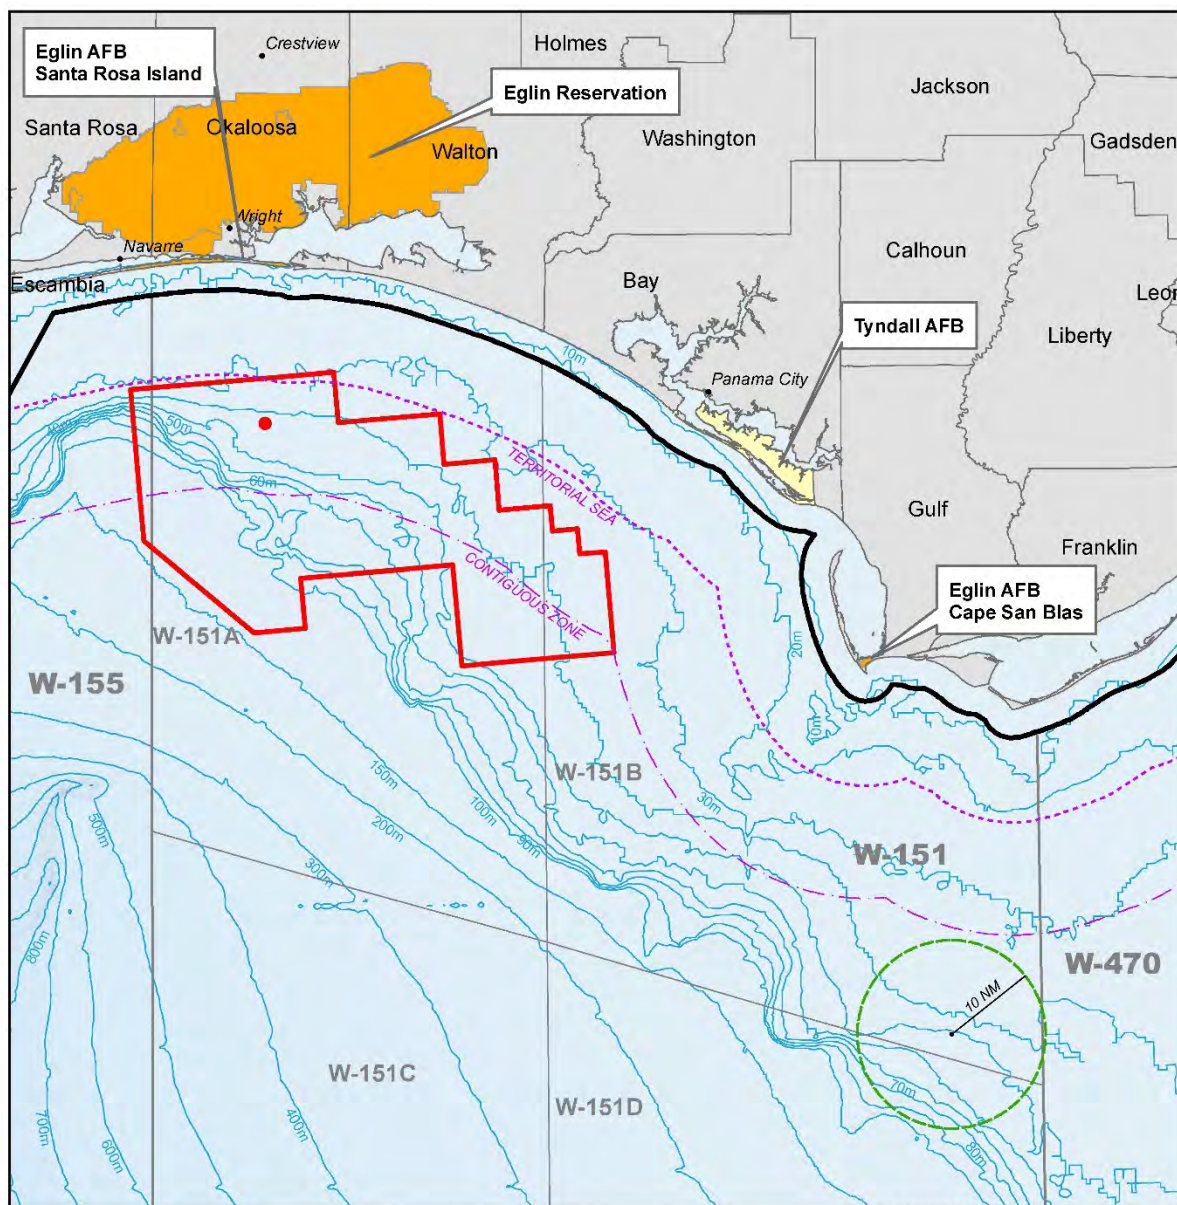 Crestview
Holmes
Eglin AFB
Santa Rosa Island
Jackson
Eglin Reservation
Santa Rosa
Okaloosa
Washington
Gadsden
Walton
Wright
Navarre
Calhoun
Escambia
Bay
Leon
Tyndall AFB
Liberty
10m
Panama City
50m
TERRITORIAL SEA
60m
Gulf
Franklin
CONTIGUOUS ZONE
Eglin AFB
Cape San Blas
W-151A
20m
W-155
10m
W-151B
150m
30m
100m
500m
200m
90m
W-151
300m
800m
W-470
10 NM
W-151C
70m
W-151D
400m
700m
600m
80m